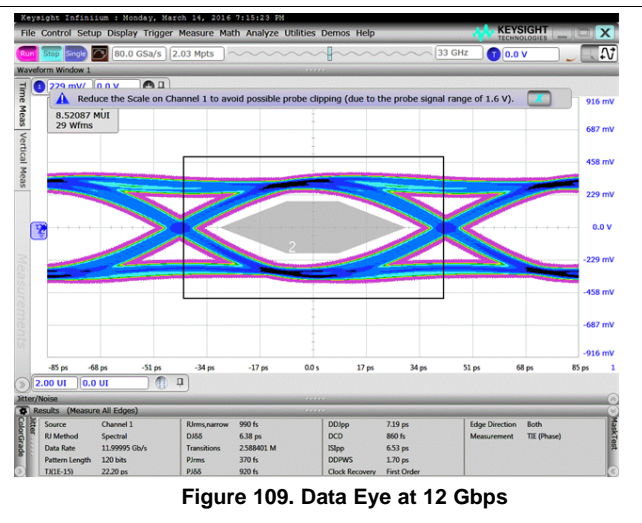 Keysight Infiniium : Monday, March 14, 2016 7:15:23 PM
File Control Setup Display Trigger Measure Math Analyze Utilities Demos Help
KEYSIGHT
TECHNOLOGIES
Run Stop Single 80.0 GSa/s 2.03 Mpts 33 GHz T 0.0 V
Waveform Window 1
1 229 mV/ 0.0 V
Reduce the Scale on Channel 1 to avoid possible probe clipping (due to the probe signal range of 1.6 V). X
8.52087 MUI
29 Wfms
Time Meas
Vertical Meas
Measurements
916 mV
687 mV
458 mV
229 mV
0.0 V
-229 mV
-458 mV
-687 mV
-916 mV
2
-85 ps -68 ps -51 ps -34 ps -17 ps 0.0 s 17 ps 34 ps 51 ps 68 ps 85 ps 1
2.00 UI 0.0 UI
Jitter/Noise
Results (Measure All Edges)
ColorGrade
Jitter
MaskTest
Source Channel 1 RJrms,narrow 990 fs DDJpp 7.19 ps Edge Direction Both
RJ Method Spectral DJδδ 6.38 ps DCD 860 fs Measurement TIE (Phase)
Data Rate 11.99995 Gb/s Transitions 2.588401 M ISIpp 6.53 ps
Pattern Length 120 bits PJrms 370 fs DDPWS 1.70 ps
TJ(1E-15) 22.20 ps PJδδ 920 fs Clock Recovery First Order
Figure 109. Data Eye at 12 Gbps